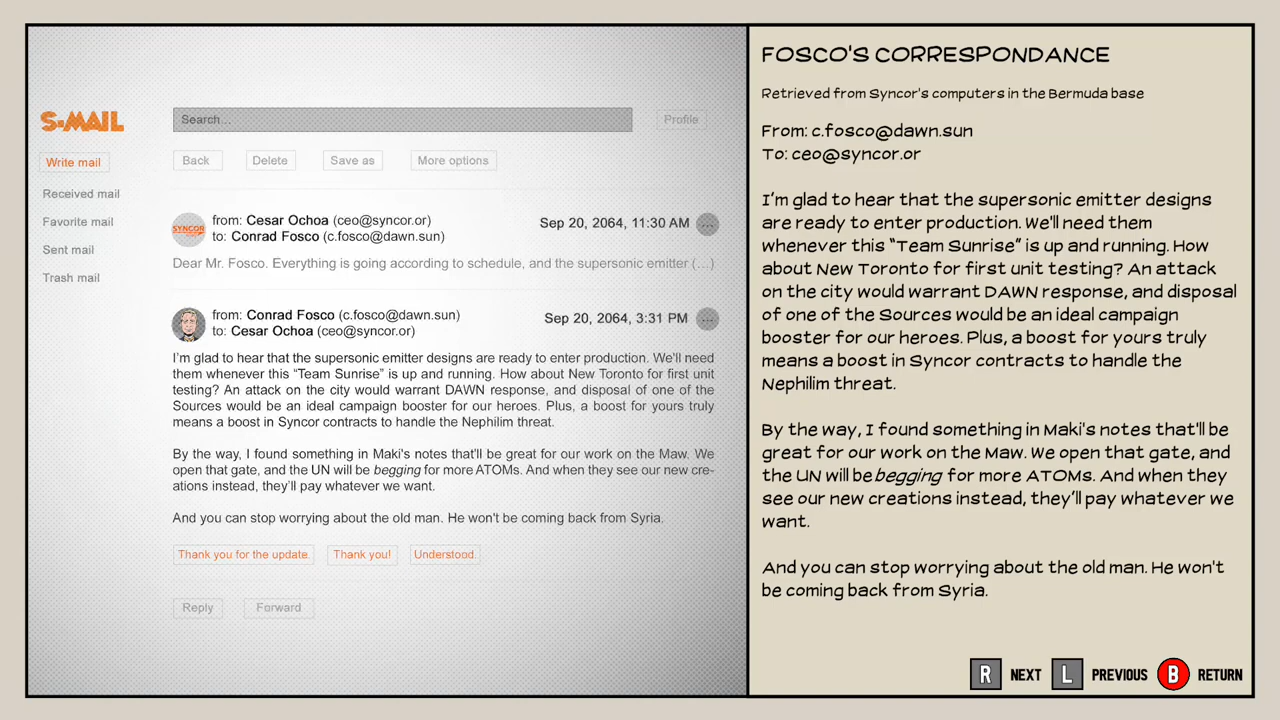 S-MAIL
Search...
Profile
Write mail
Back
Delete
Save as
More options
Received mail
Favorite mail
Sent mail
Trash mail
SYNCOR
from: Cesar Ochoa (ceo@syncor.or)
to: Conrad Fosco (c.fosco@dawn.sun)
Sep 20, 2064, 11:30 AM
...
Dear Mr. Fosco. Everything is going according to schedule, and the supersonic emitter (...)
from: Conrad Fosco (c.fosco@dawn.sun)
to: Cesar Ochoa (ceo@syncor.or)
Sep 20, 2064, 3:31 PM
...
I'm glad to hear that the supersonic emitter designs are ready to enter production. We'll need
them whenever this “Team Sunrise” is up and running. How about New Toronto for first unit
testing? An attack on the city would warrant DAWN response, and disposal of one of the
Sources would be an ideal campaign booster for our heroes. Plus, a boost for yours truly
means a boost in Syncor contracts to handle the Nephilim threat.
By the way, I found something in Maki's notes that'll be great for our work on the Maw. We
open that gate, and the UN will be begging for more ATOMs. And when they see our new cre-
ations instead, they'll pay whatever we want.
And you can stop worrying about the old man. He won't be coming back from Syria.
Thank you for the update.
Thank you!
Understood.
Reply
Forward
FOSCO'S CORRESPONDANCE
Retrieved from Syncor's computers in the Bermuda base
From: c.fosco@dawn.sun
To: ceo@syncor.or
I'm glad to hear that the supersonic emitter designs
are ready to enter production. We'll need them
whenever this “Team Sunrise” is up and running. How
about New Toronto for first unit testing? An attack
on the city would warrant DAWN response, and disposal
of one of the Sources would be an ideal campaign
booster for our heroes. Plus, a boost for yours truly
means a boost in Syncor contracts to handle the
Nephilim threat.
By the way, I found something in Maki's notes that'll be
great for our work on the Maw. We open that gate, and
the UN will be begging for more ATOMs. And when they
see our new creations instead, they'll pay whatever we
want.
And you can stop worrying about the old man. He won't
be coming back from Syria.
R NEXT L PREVIOUS B RETURN